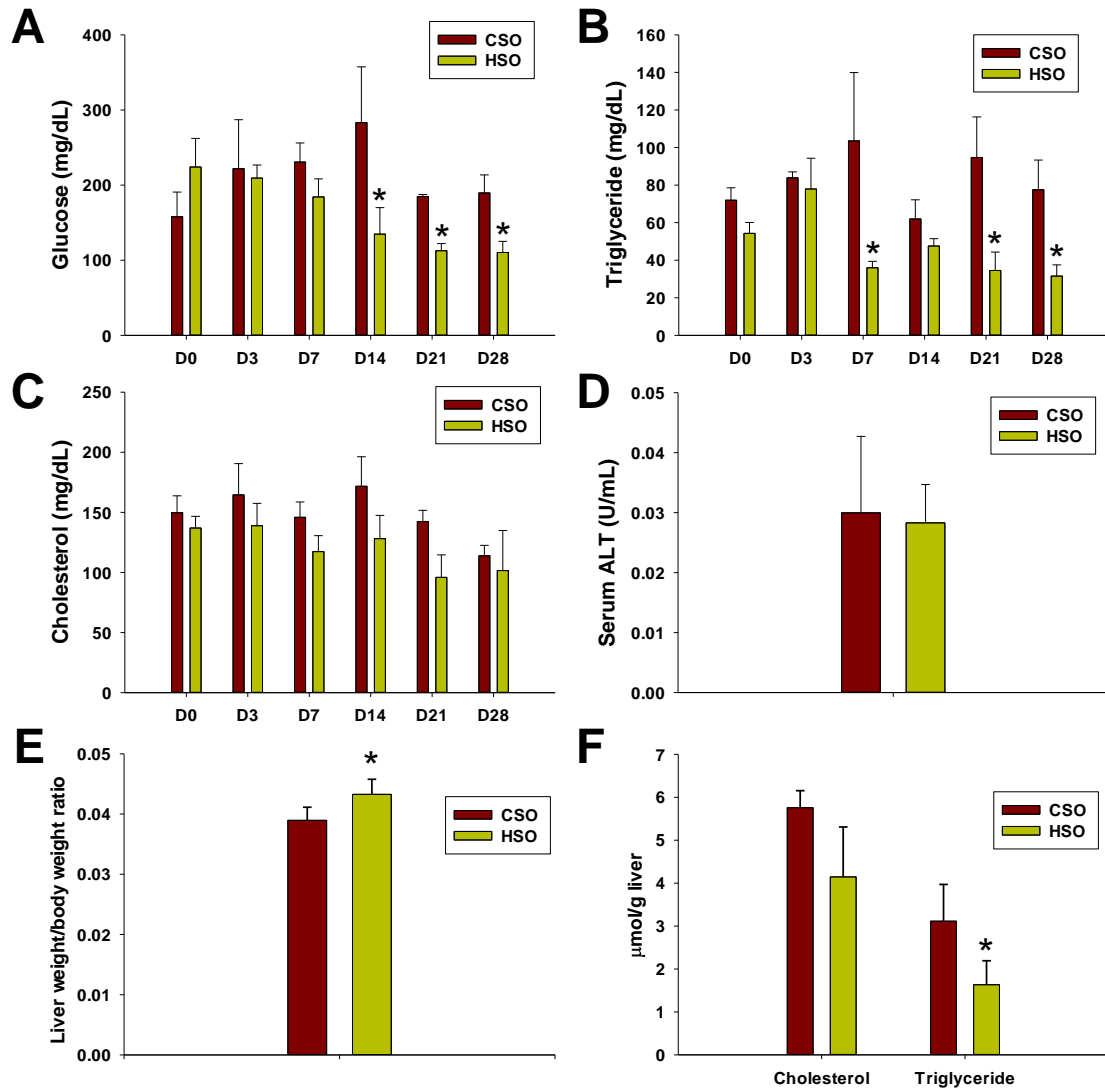 A
Glucose (mg/dL)
400
300
200
100
0
CSO
HSO
*
*
*
D0 D3 D7 D14 D21 D28
B
Triglyceride (mg/dL)
160
140
120
100
80
60
40
20
0
CSO
HSO
*
*
*
D0 D3 D7 D14 D21 D28
C
Cholesterol (mg/dL)
250
200
150
100
50
0
CSO
HSO
D0 D3 D7 D14 D21 D28
D
Serum ALT (U/mL)
0.05
0.04
0.03
0.02
0.01
0.00
CSO
HSO
E
Liver weight/body weight ratio
0.05
0.04
0.03
0.02
0.01
0.00
*
CSO
HSO
F
μmol/g liver
7
6
5
4
3
2
1
0
CSO
HSO
*
Cholesterol Triglyceride